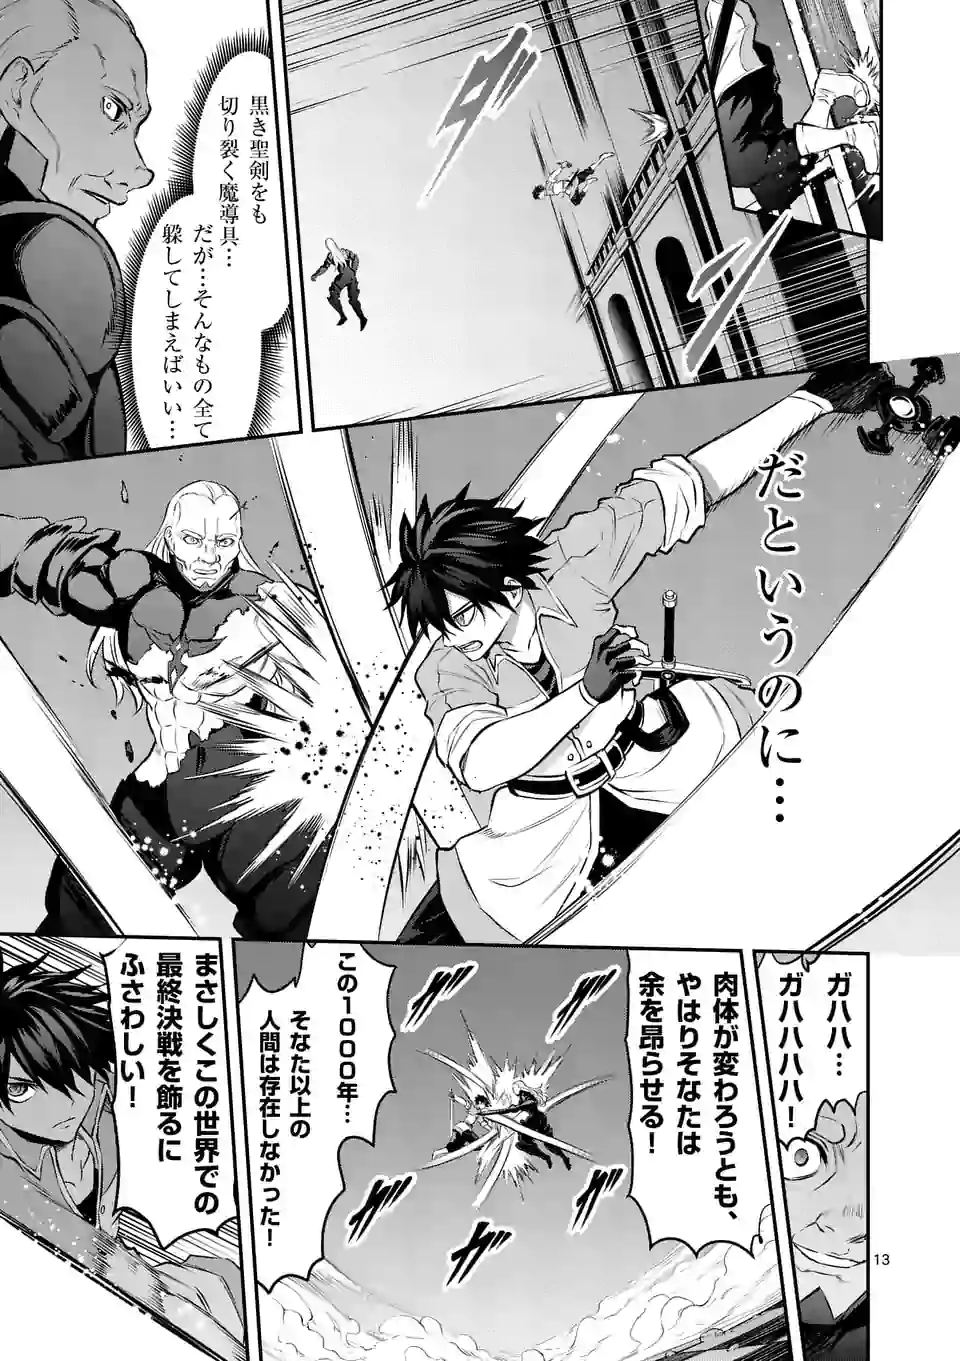 ダダッ
黒き聖剣をも
切り裂く魔導具…
だが…そんなもの全て
躱してしまえばいい…
だというのに…
ガハハ…
ガハハハハ！
肉体が変わろうとも、
やはりそなたは
余を昂らせる！
この1000年…
そなた以上の
人間は存在しなかった！
まさしくこの世界での
最終決戦を飾るに
ふさわしい！
13